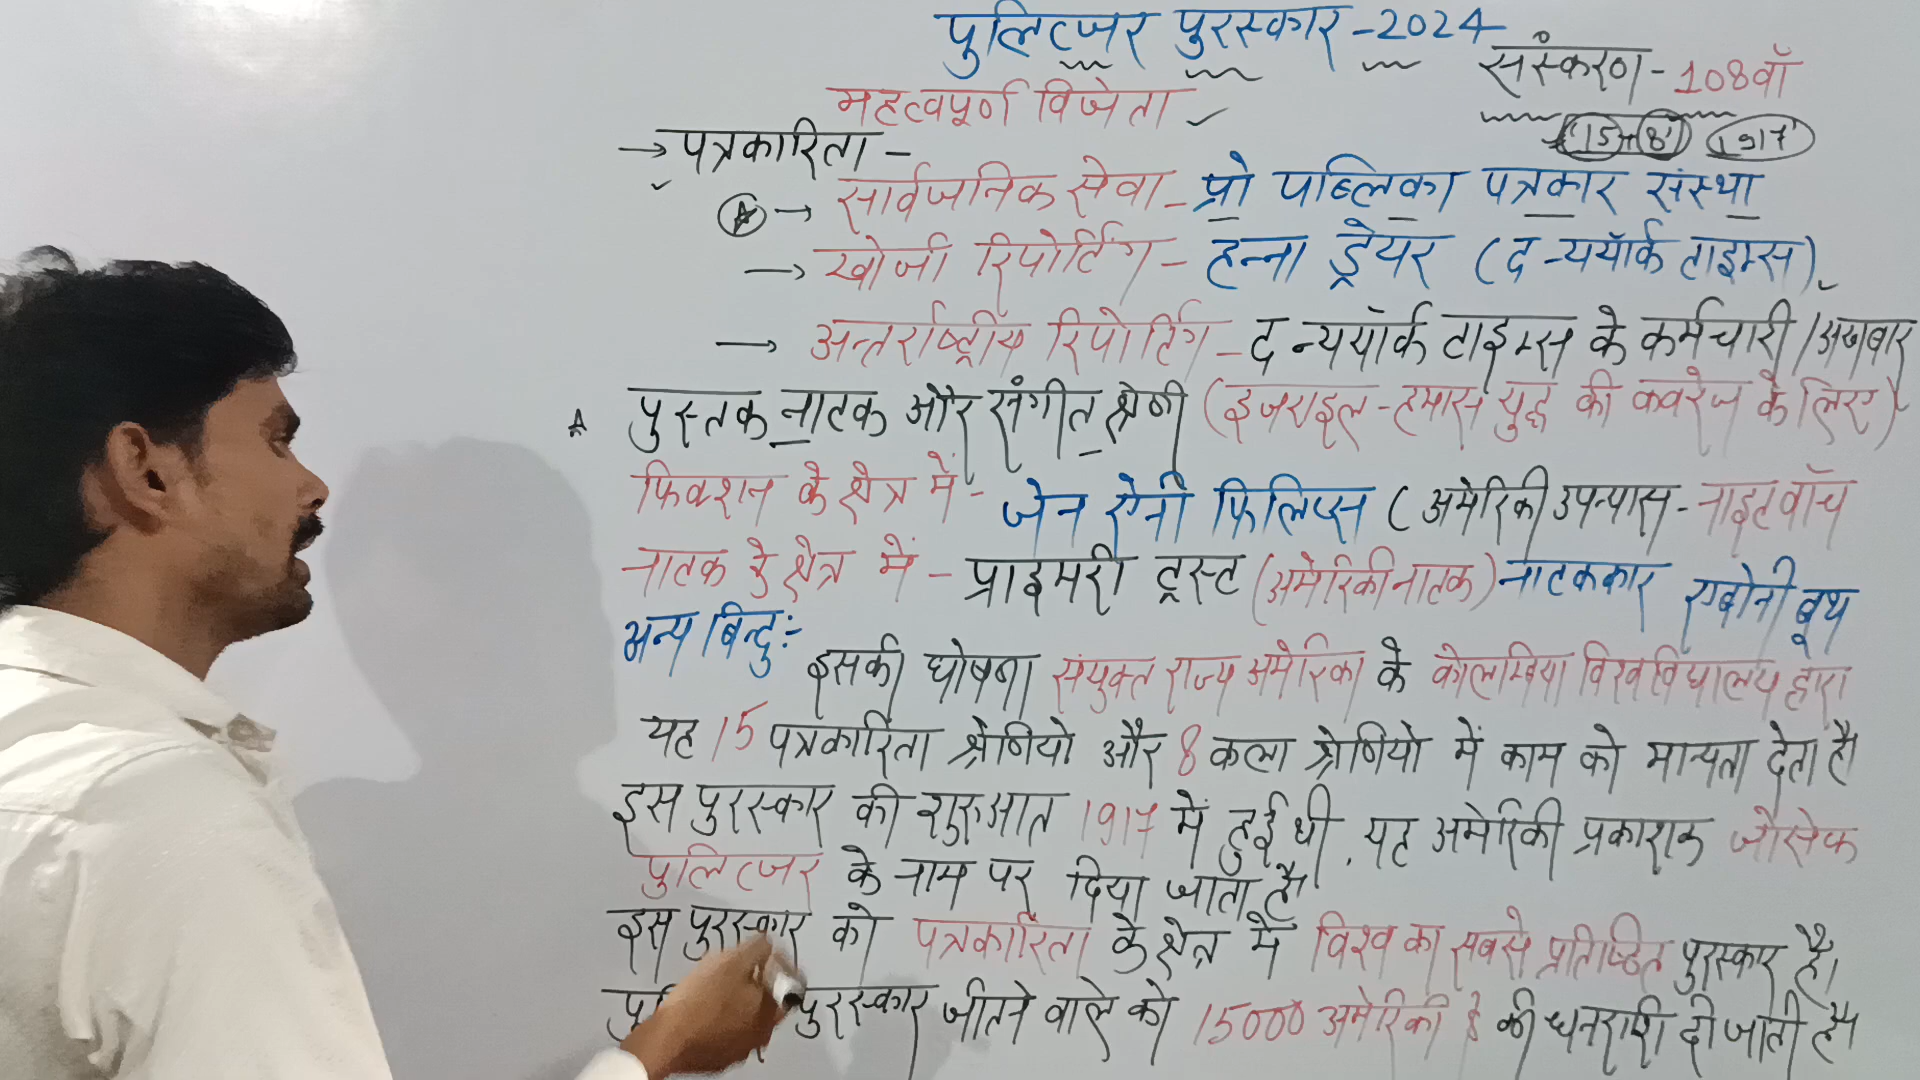 पुलित्जर पुरस्कार - 2024
संस्करण - 108वॉ
महत्वपूर्ण विजेता
(15+8) 1917
→ पत्रकारिता -
→ सार्वजनिक सेवा - प्रो पब्लिका पत्रकार संस्था
→ खोजी रिपोर्टिंग - हन्ना ड्रेयर (द न्ययॉर्क टाइम्स)
→ अन्तर्राष्ट्रीय रिपोर्टिंग - द न्ययॉर्क टाइम्स के कर्मचारी / अखबार
पुस्तक नाटक और संगीत श्रेणी (इजराइल - हमास युद्ध की कवरेज के लिए)
फिक्शन के क्षेत्र में - जेन ऐनी फिलिप्स (अमेरिकी उपन्यास - नाइटवॉच
नाटक के क्षेत्र में - प्राइमरी ट्रस्ट (अमेरिकी नाटक) नाटककार एबोनी बूथ
अन्य बिन्दु :-
इसकी घोषणा संयुक्त राज्य अमेरिका के कोलम्बिया विश्वविद्यालय द्वारा
यह 15 पत्रकारिता श्रेणियो और 8 कला श्रेणियो में काम को मान्यता देता है।
इस पुरस्कार की शुरुआत 1917 में हुई थी, यह अमेरिकी प्रकाशक जोसेफ
पुलित्जर के नाम पर दिया जाता है।
इस पुरस्कार को पत्रकारिता के क्षेत्र में विश्व का सबसे प्रतिष्ठित पुरस्कार है।
पुरस्कार जीतने वाले को 15000 अमेरिकी $ की धनराशी दी जाती है।